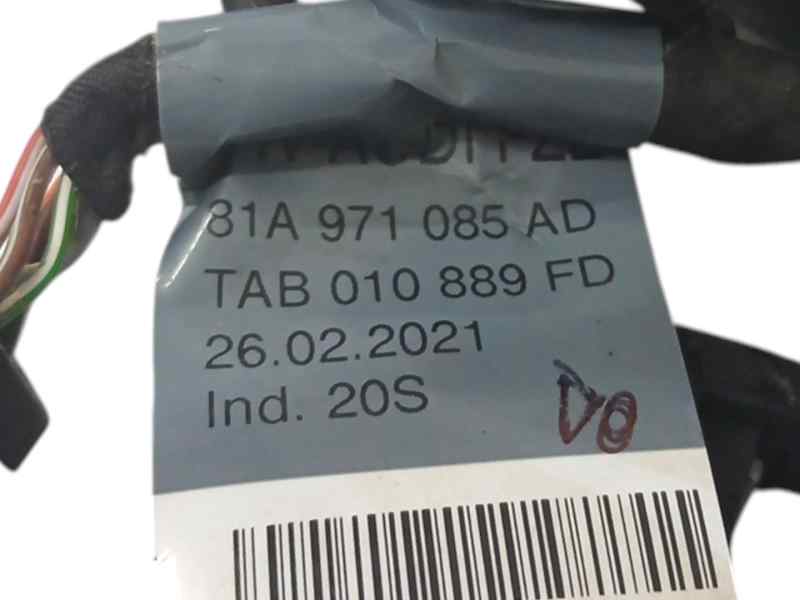 81A 971 085 AD
TAB 010 889 FD
26.02.2021
Ind. 20S